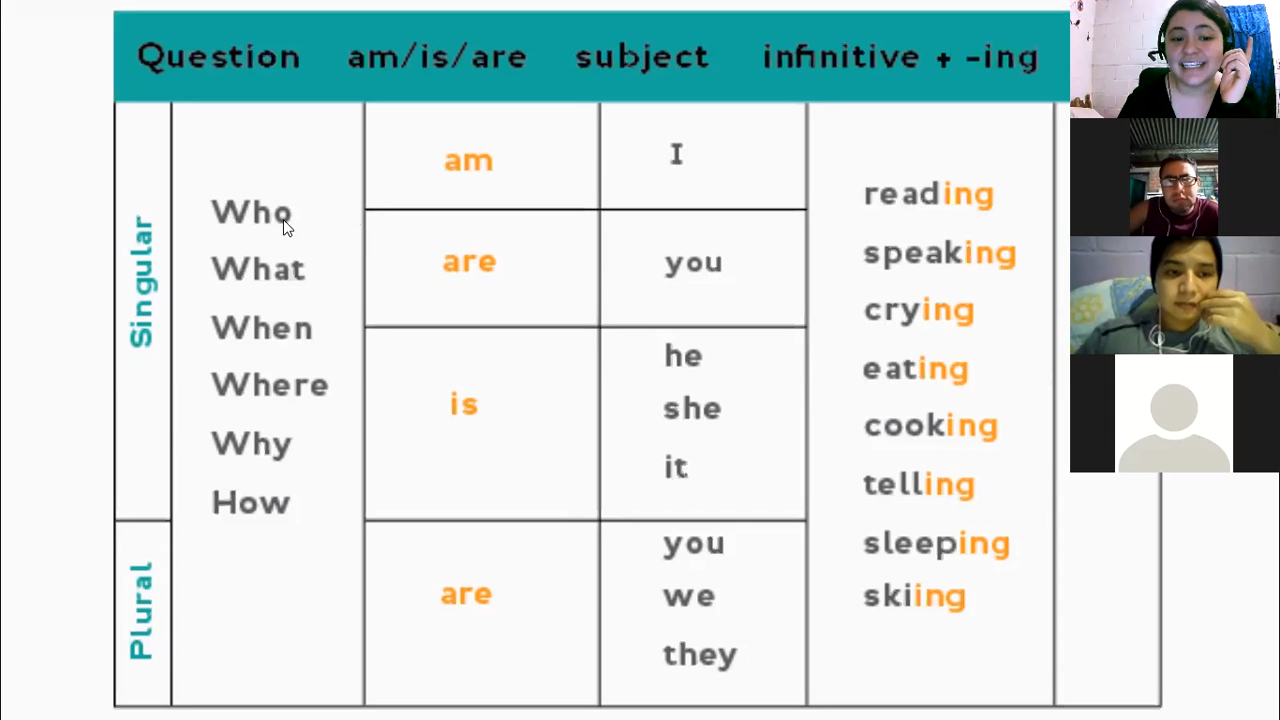 Question am/is/are subject infinitive + -ing
Singular
Who
What
When
Where
Why
How
am
are
is
I
you
he
she
it
reading
speaking
crying
eating
cooking
telling
sleeping
skiing
Plural
are
you
we
they